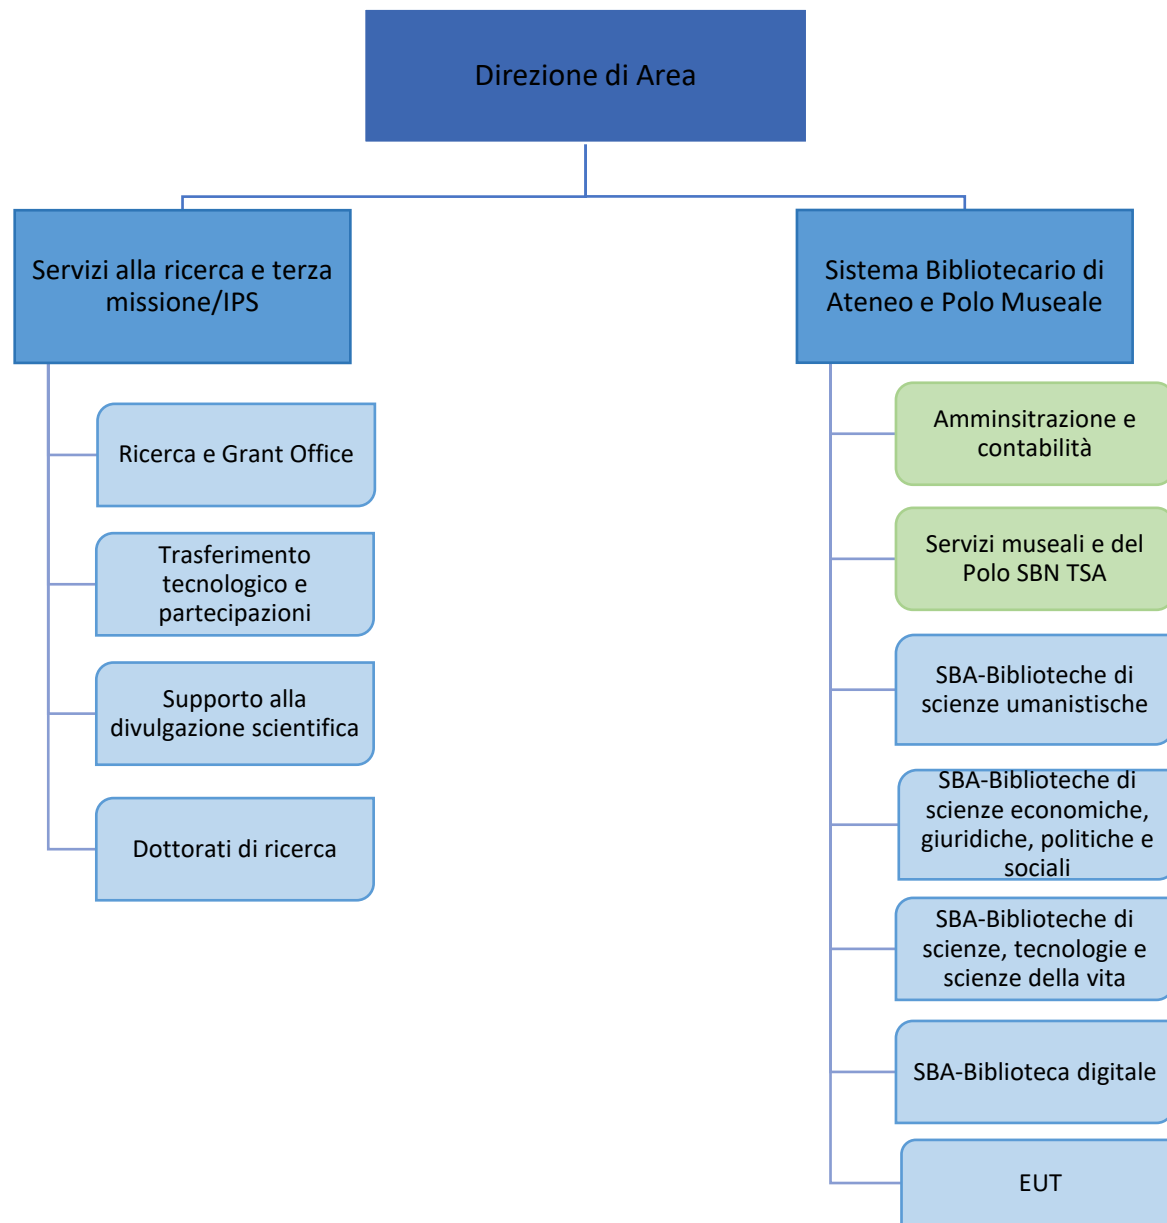 Direzione di Area
Servizi alla ricerca e terza
missione/IPS
Ricerca e Grant Office
Trasferimento
tecnologico e
partecipazioni
Supporto alla
divulgazione scientifica
Dottorati di ricerca
Sistema Bibliotecario di
Ateneo e Polo Museale
Amminsitrazione e
contabilità
Servizi museali e del
Polo SBN TSA
SBA-Biblioteche di
scienze umanistische
SBA-Biblioteche di
scienze economiche,
giuridiche, politiche e
sociali
SBA-Biblioteche di
scienze, tecnologie e
scienze della vita
SBA-Biblioteca digitale
EUT